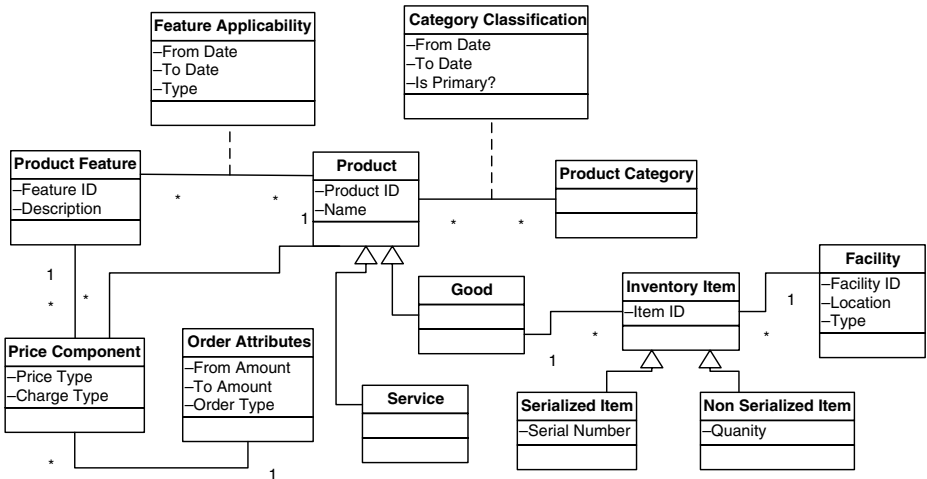 Feature Applicability
–From Date
–To Date
–Type
Category Classification
–From Date
–To Date
–Is Primary?
Product Feature
–Feature ID
–Description
Product
–Product ID
–Name
Product Category
*
*
1
*
*
1
*
*
Good
Inventory Item
–Item ID
Facility
–Facility ID
–Location
–Type
1
*
*
1
Price Component
–Price Type
–Charge Type
Order Attributes
–From Amount
–To Amount
–Order Type
Service
Serialized Item
–Serial Number
Non Serialized Item
–Quanity
*
1